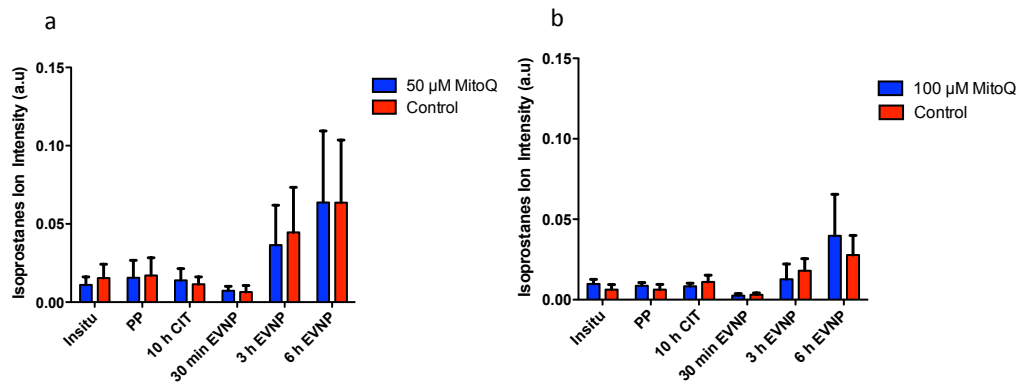 a
Isoprostanes Ion Intensity (a.u)
0.15
0.10
0.05
0.00
Insitu
PP
10 h CIT
30 min EVNP
3 h EVNP
6 h EVNP
50 µM MitoQ
Control
b
Isoprostanes Ion Intensity (a.u)
0.15
0.10
0.05
0.00
Insitu
PP
10 h CIT
30 min EVNP
3 h EVNP
6 h EVNP
100 µM MitoQ
Control